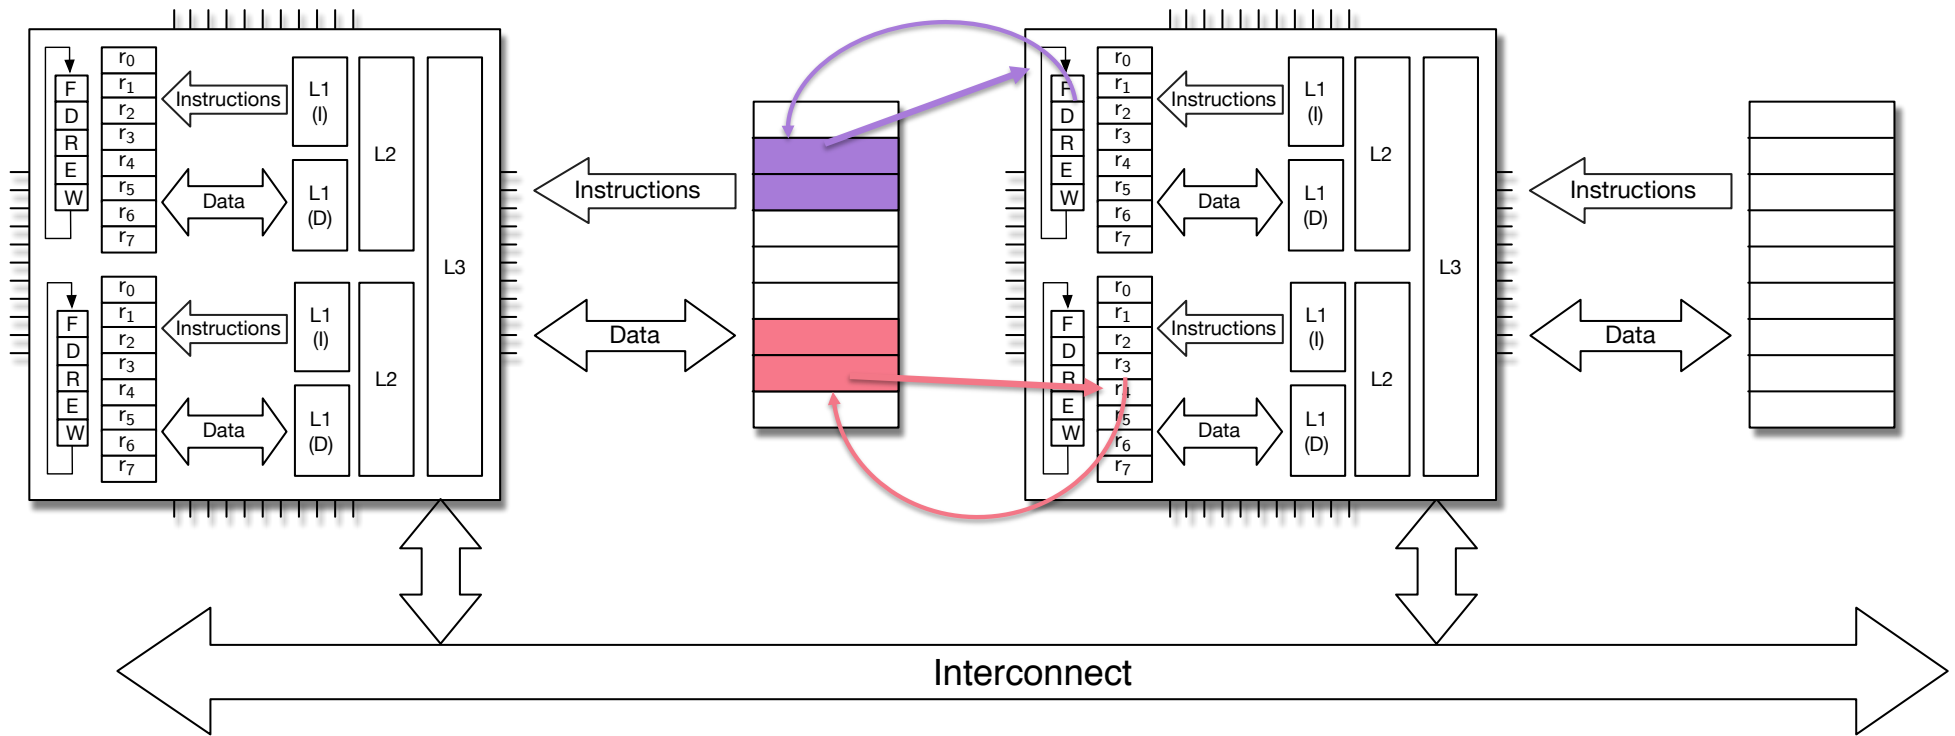 r0
r1
r2
r3
r4
r5
r6
r7
F
D
R
E
W
Instructions
Data
L1
(I)
L1
(D)
L2
r0
r1
r2
r3
r4
r5
r6
r7
F
D
R
E
W
Instructions
Data
L1
(I)
L1
(D)
L2
L3
Instructions
Data
r0
r1
r2
r3
r4
r5
r6
r7
F
D
R
E
W
Instructions
Data
L1
(I)
L1
(D)
L2
r0
r1
r2
r3
r4
r5
r6
r7
F
D
R
E
W
Instructions
Data
L1
(I)
L1
(D)
L2
L3
Instructions
Data
Interconnect